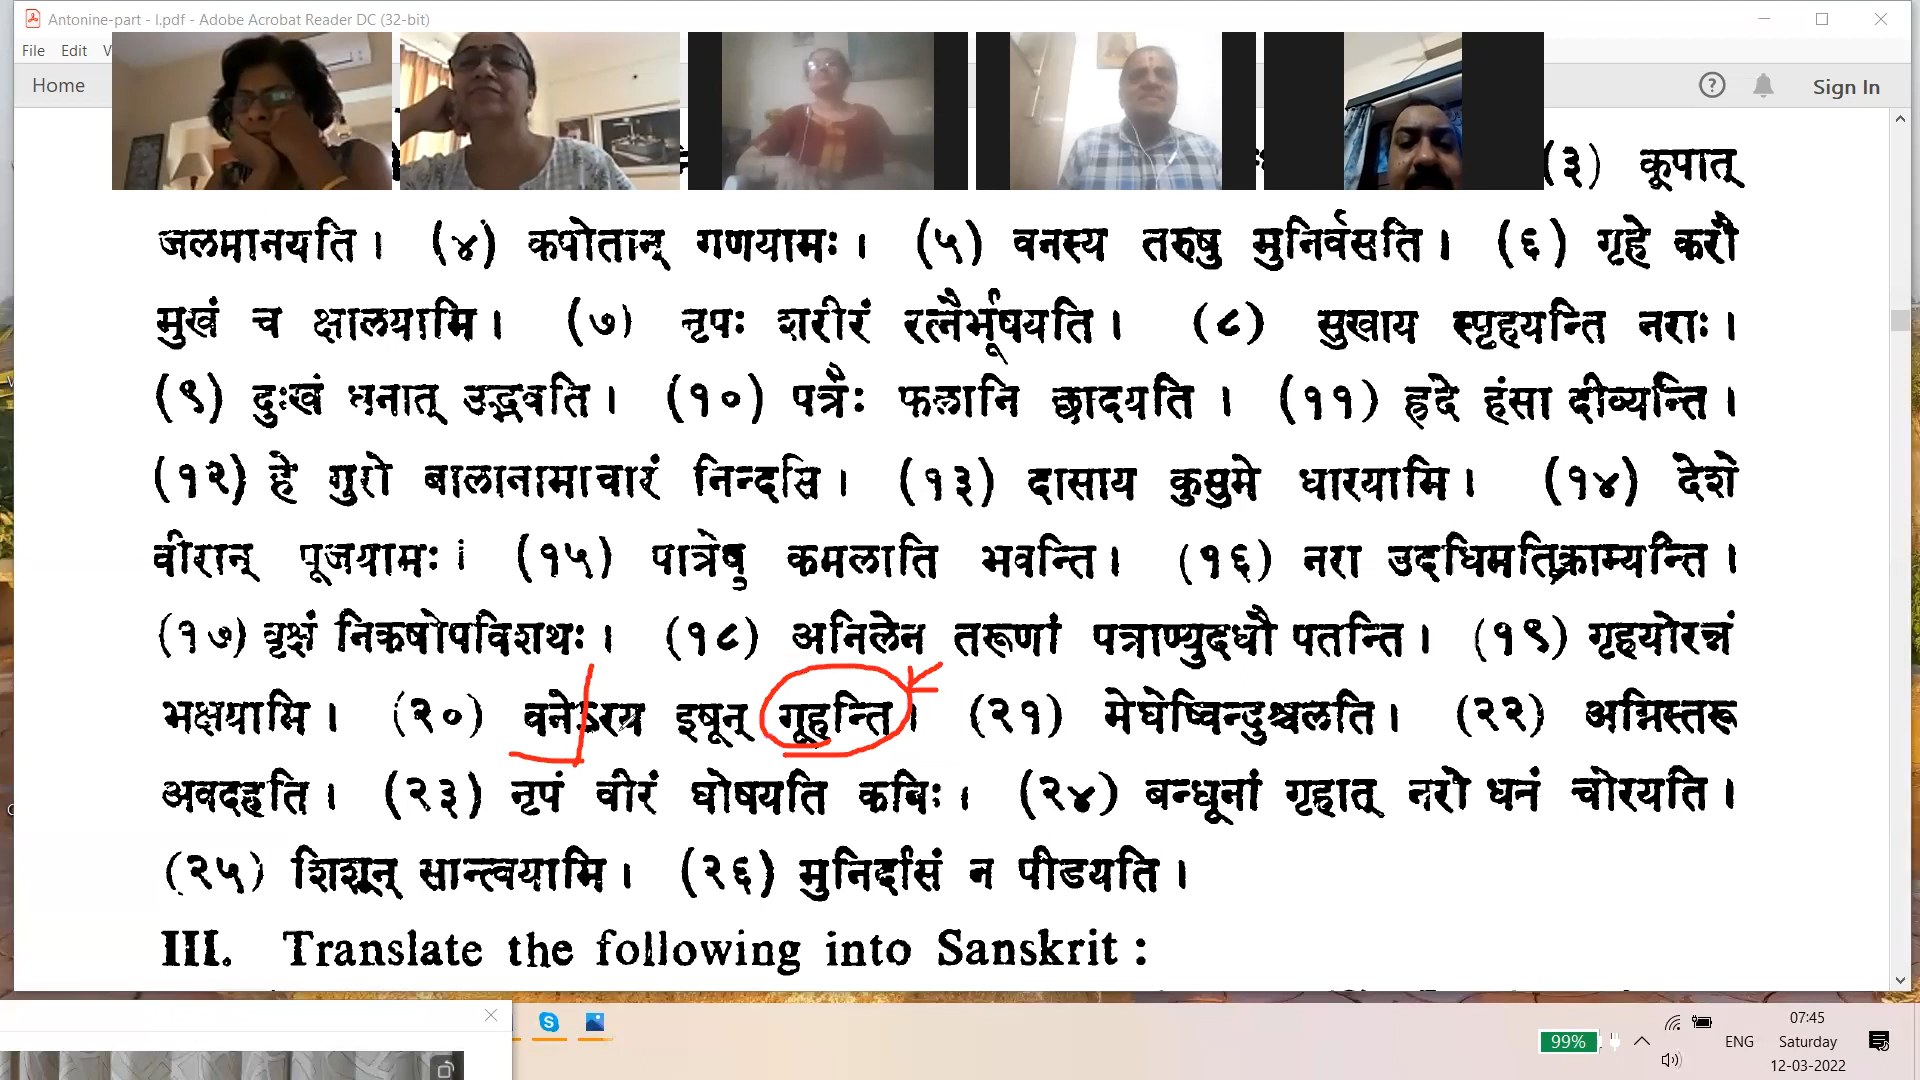 Antonine-part - I.pdf - Adobe Acrobat Reader DC (32-bit)
File Edit V
Home
Sign In
(३) कूपात्
जलमानयति । (४) कपोतान् गणयामः । (५) वनस्य तरुषु मुनिर्वसति । (६) गृहे करौ
मुखं च क्षालयामि । (७) नृपः शरीरं रत्नैर्भूषयति । (८) सुखाय स्पृहयन्ति नराः ।
(९) दुःखं धनात् उद्भवति । (१०) पत्रैः फलानि छादयति । (११) ह्रदे हंसा दीव्यन्ति ।
(१२) हे गुरो बालानामाचारं निन्दसि । (१३) दासाय कुसुमे धारयामि । (१४) देशे
वीरान् पूजयामः । (१५) पात्रेषु कमलाति भवन्ति । (१६) नरा उदधिमतिक्राम्यन्ति ।
(१७) वृक्षं निकषोपविशथः । (१८) अनिलेन तरूणां पत्राण्युदधौ पतन्ति । (१९) गृहयोरन्नं
भक्षयामि । (२०) वनेऽरय इषून् गूहन्ति । (२१) मेघेष्विन्दुश्चलति । (२२) अग्निस्तरू
अवदहति । (२३) नृपं वीरं घोषयति कविः । (२४) बन्धूनां गृहात् नरो धनं चोरयति ।
(२५) शिशून् सान्त्वयामि । (२६) मुनिर्दासं न पीडयति ।
III. Translate the following into Sanskrit :
99%
ENG
07:45
Saturday
12-03-2022